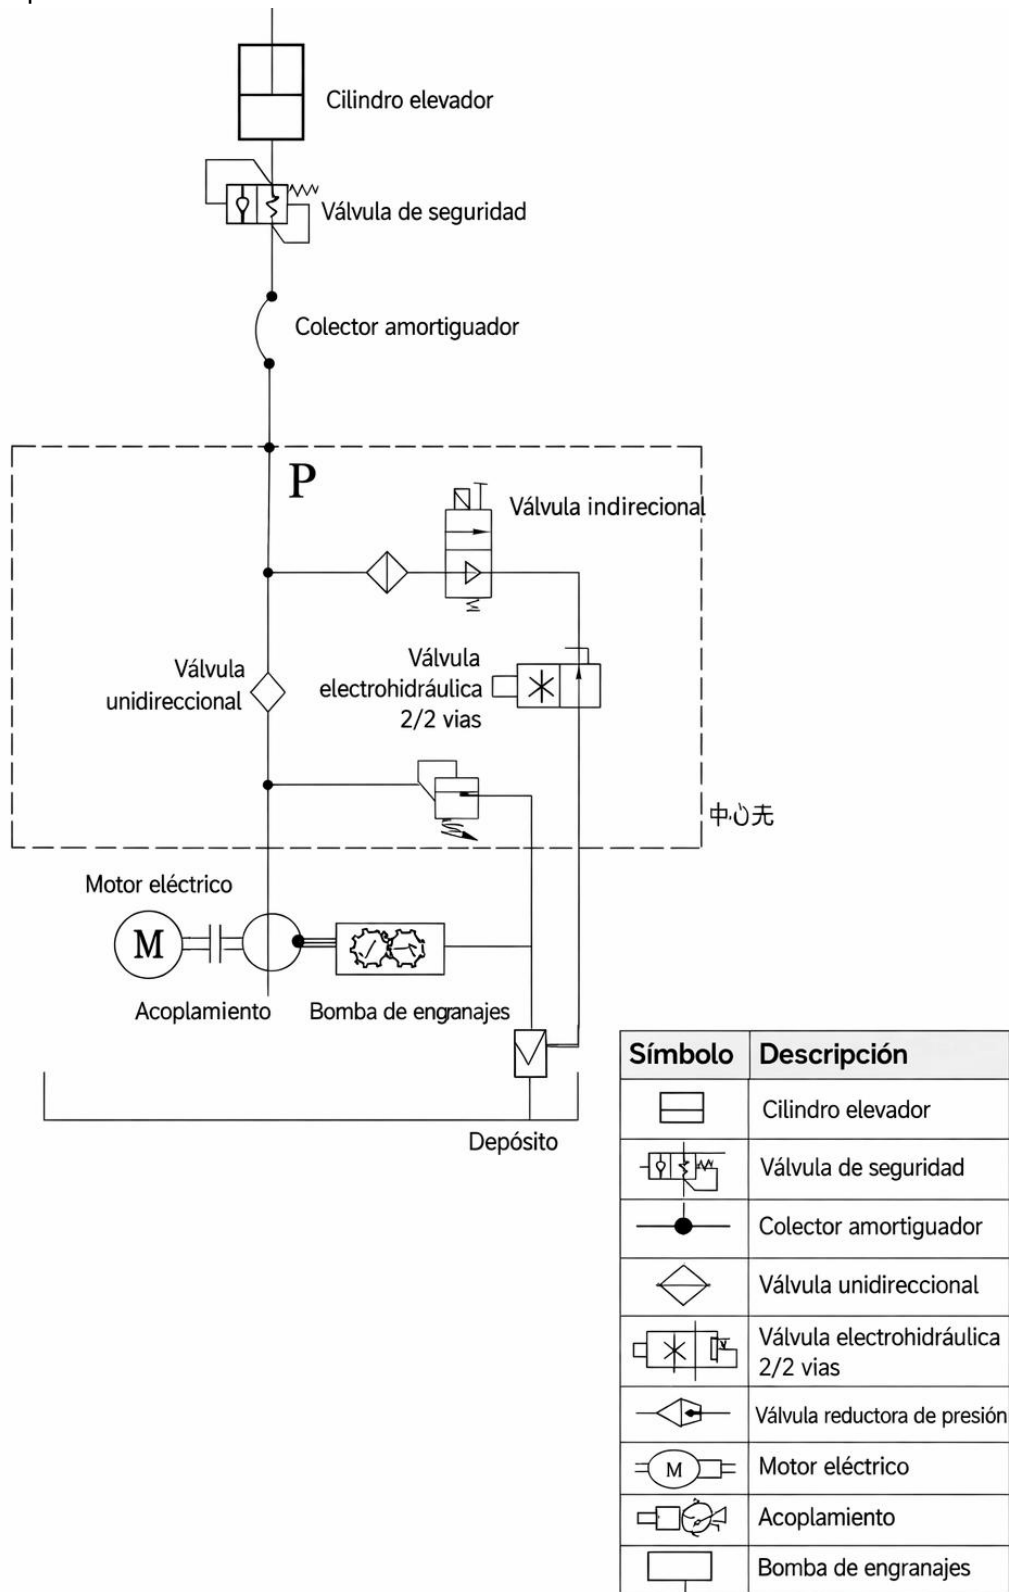 Cilindro elevador
Válvula de seguridad
Colector amortiguador
P
Válvula indirecional
Válvula
unidireccional
Válvula
electrohidráulica
2/2 vias
中心无
Motor eléctrico
M
Acoplamiento
Bomba de engranajes
Depósito
Símbolo Descripción
Cilindro elevador
Válvula de seguridad
Colector amortiguador
Válvula unidireccional
Válvula electrohidráulica
2/2 vias
Válvula reductora de presión
M Motor eléctrico
Acoplamiento
Bomba de engranajes